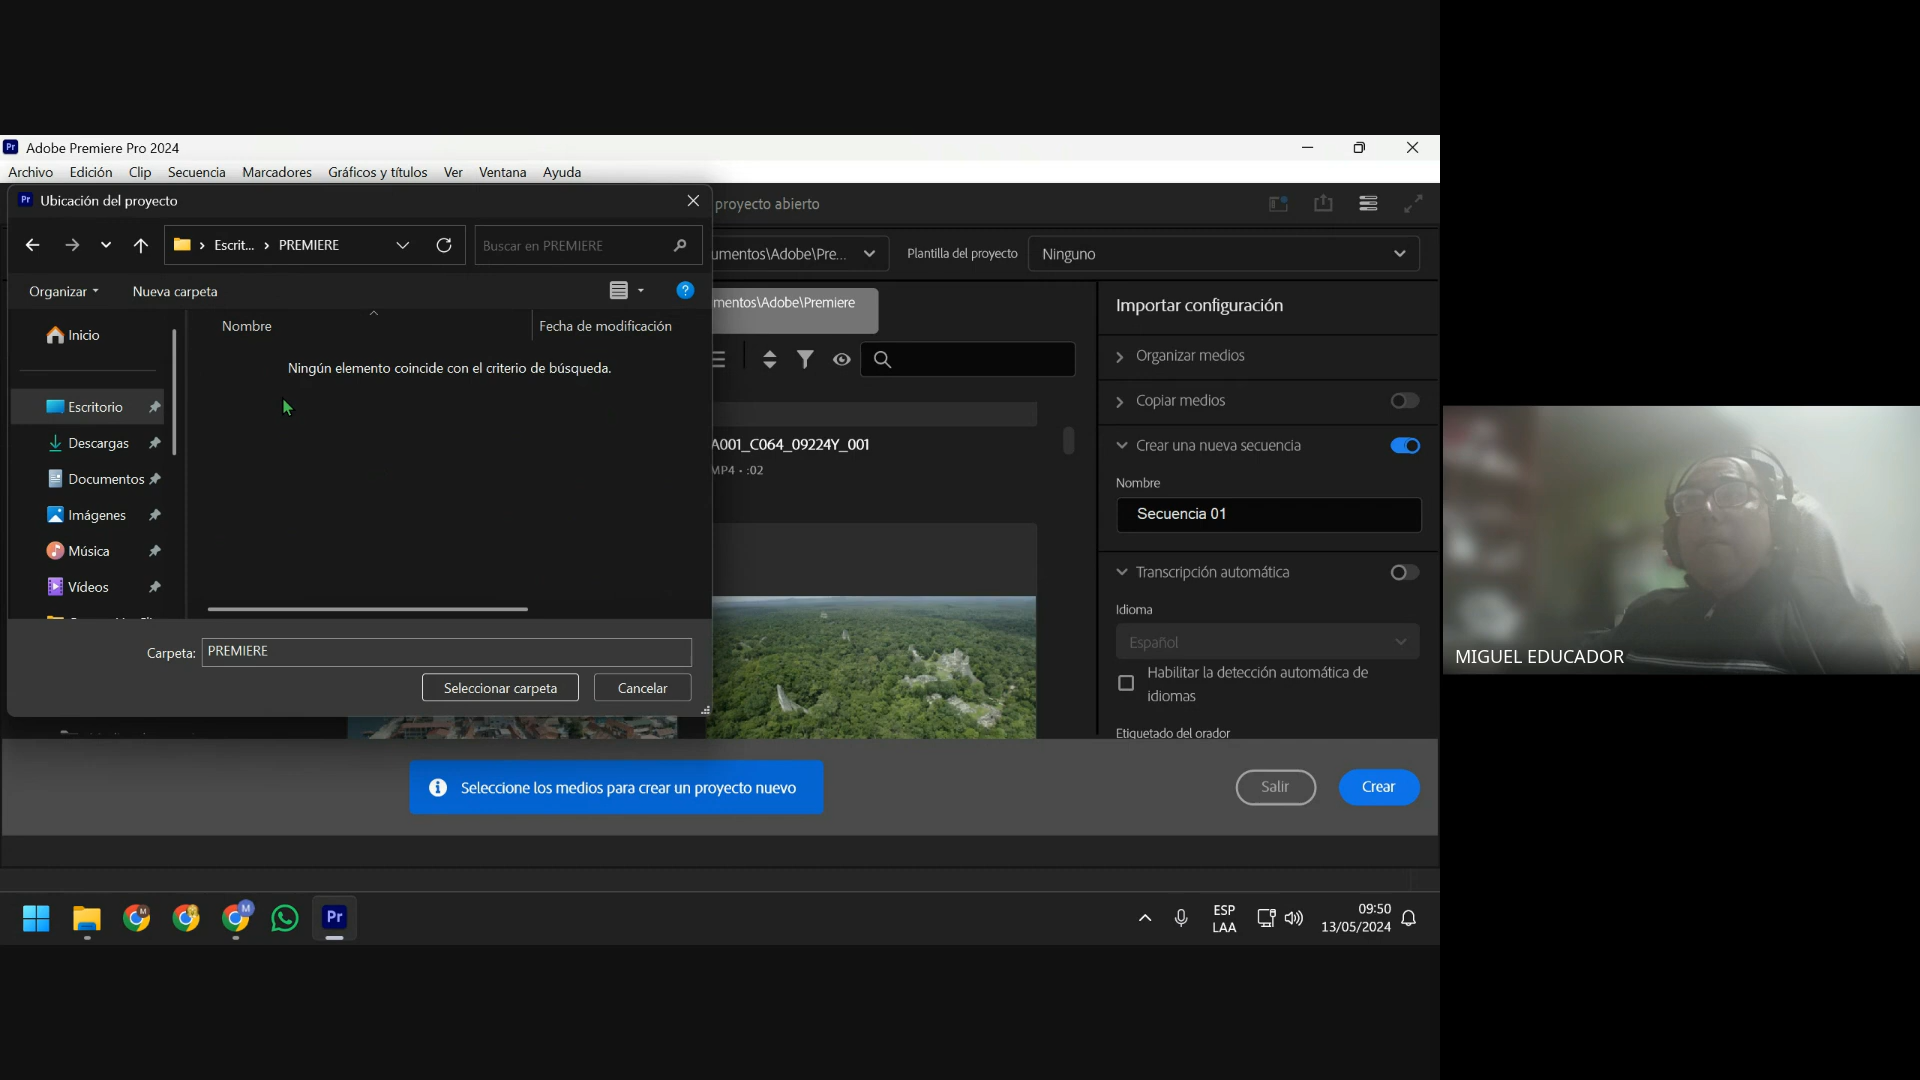 Adobe Premiere Pro 2024
Archivo Edición Clip Secuencia Marcadores Gráficos y títulos Ver Ventana Ayuda
Ubicación del proyecto
proyecto abierto
Escrit... › PREMIERE
Buscar en PREMIERE
umentos\Adobe\Pre...
Plantilla del proyecto
Ninguno
Organizar
Nueva carpeta
mentos\Adobe\Premiere
Importar configuración
Nombre
Fecha de modificación
Inicio
Ningún elemento coincide con el criterio de búsqueda.
Organizar medios
Copiar medios
Escritorio
Descargas
Documentos
Imágenes
Música
Vídeos
A001_C064_09224Y_001
MP4 - :02
Crear una nueva secuencia
Nombre
Secuencia 01
Transcripción automática
Idioma
Español
Habilitar la detección automática de
idiomas
Etiquetado del orador
Carpeta:
PREMIERE
Seleccionar carpeta
Cancelar
Seleccione los medios para crear un proyecto nuevo
Salir
Crear
MIGUEL EDUCADOR
ESP
LAA
09:50
13/05/2024